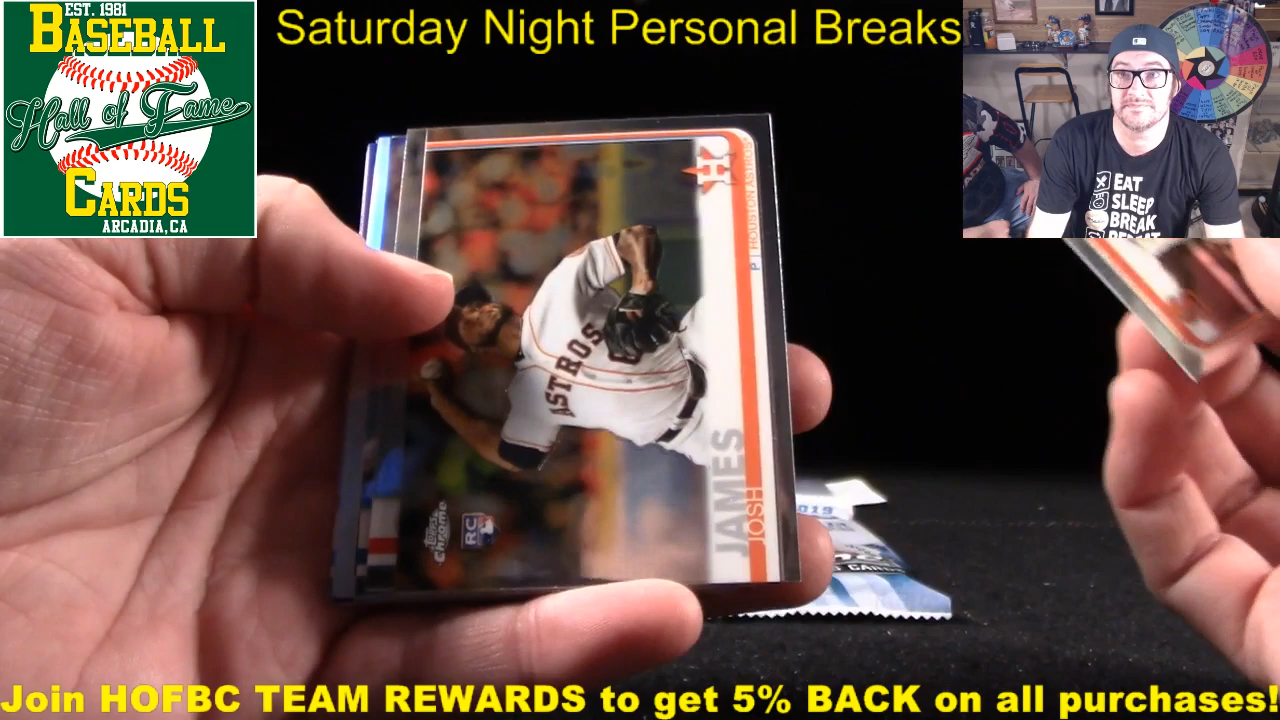 EST. 1981
BASEBALL
Hall of Fame
CARDS
ARCADIA, CA
Saturday Night Personal Breaks
EAT
SLEEP
BREAK
P | HOUSTON ASTROS
H
ASTROS
JAMES
JOSH
Topps
Chrome
RC
2019
Join HOFBC TEAM REWARDS to get 5% BACK on all purchases!